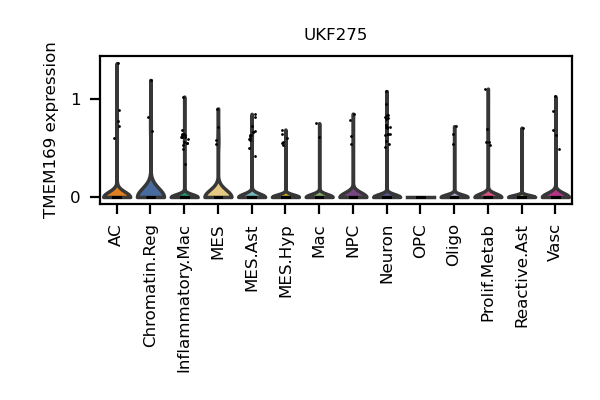 UKF275
TMEM169 expression
1
0
AC
Chromatin.Reg
Inflammatory.Mac
MES
MES.Ast
MES.Hyp
Mac
NPC
Neuron
OPC
Oligo
Prolif.Metab
Reactive.Ast
Vasc